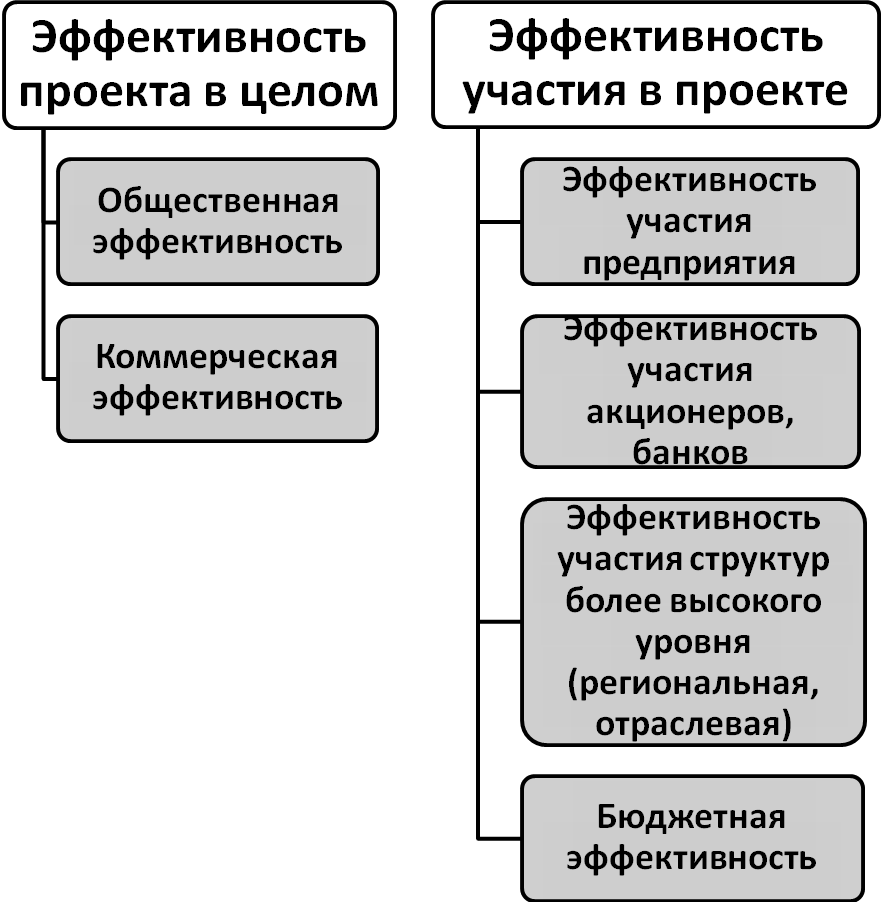 Эффективность
проекта в целом
Общественная
эффективность
Коммерческая
эффективность
Эффективность
участия в проекте
Эффективность
участия
предприятия
Эффективность
участия
акционеров,
банков
Эффективность
участия структур
более высокого
уровня
(региональная,
отраслевая)
Бюджетная
эффективность